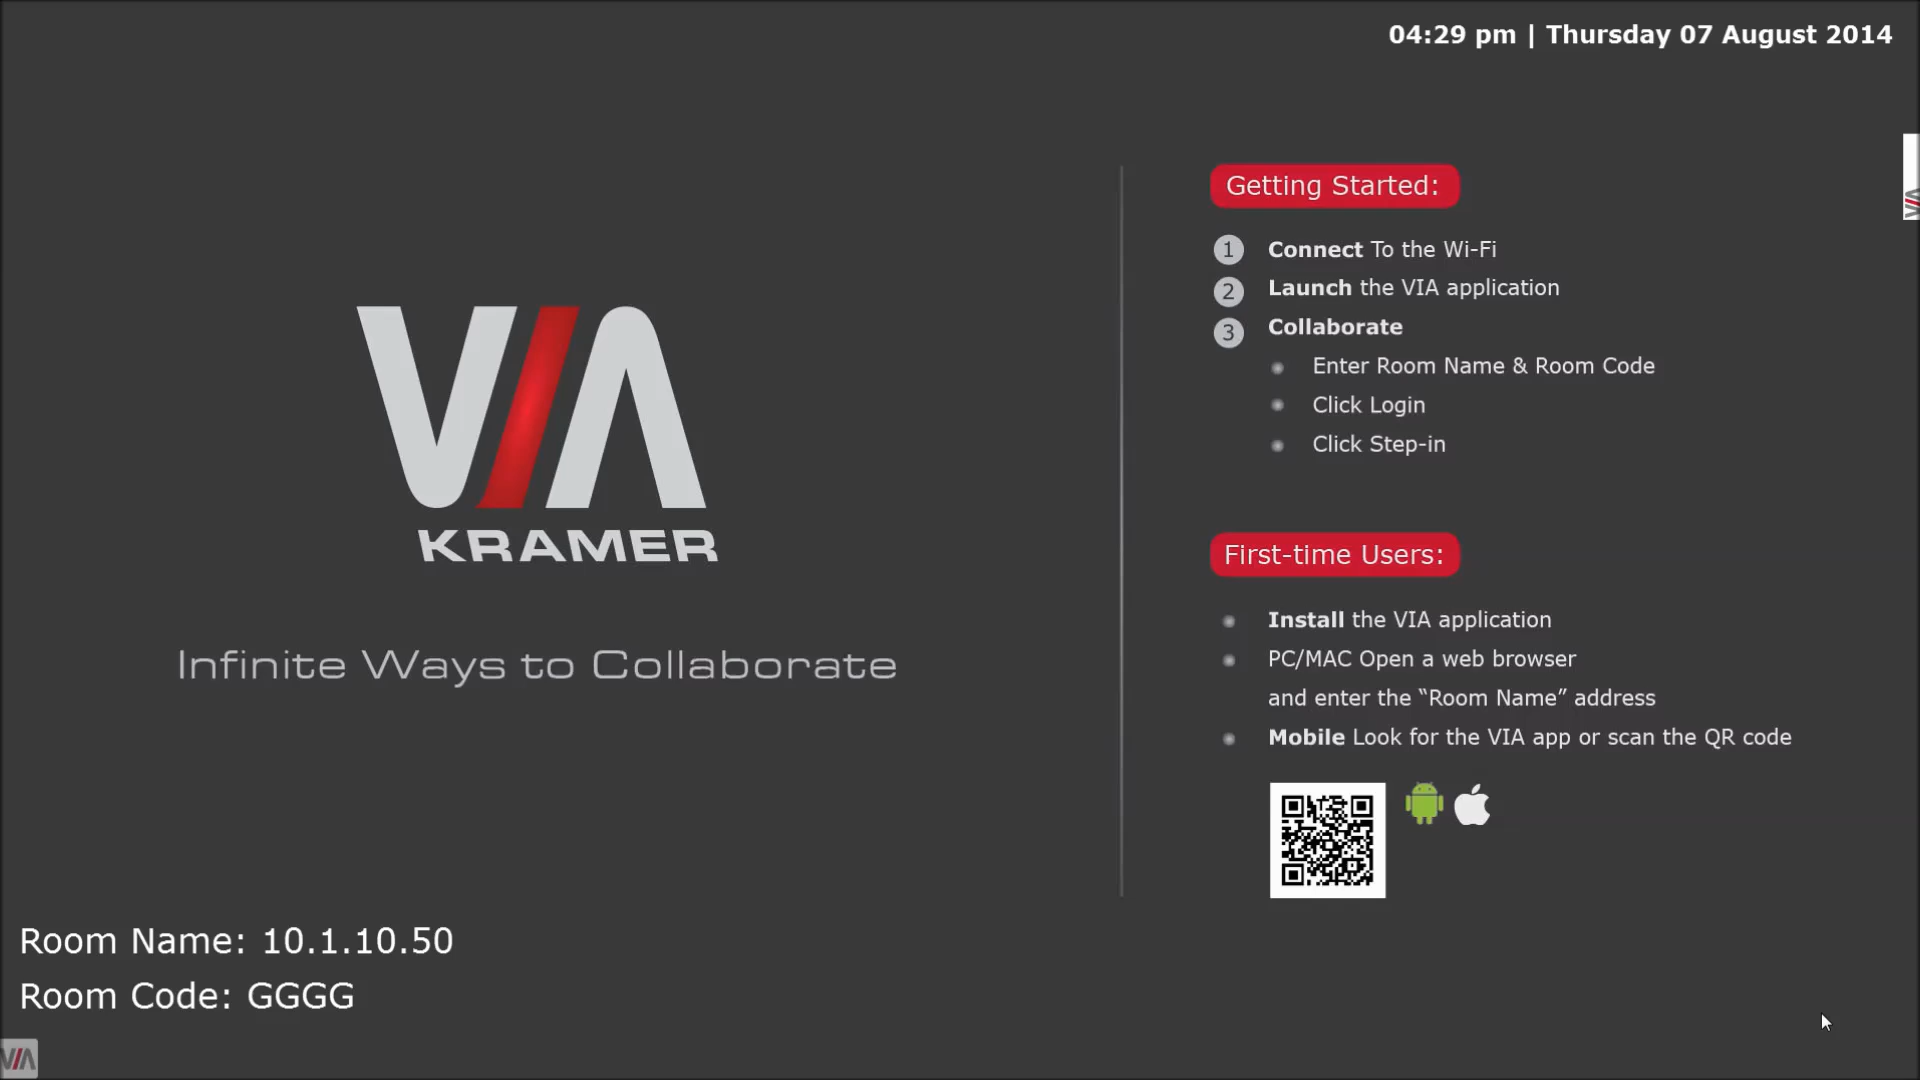 04:29 pm | Thursday 07 August 2014
VIA
KRAMER
Infinite Ways to Collaborate
Getting Started:
1 Connect To the Wi-Fi
2 Launch the VIA application
3 Collaborate
Enter Room Name & Room Code
Click Login
Click Step-in
First-time Users:
Install the VIA application
PC/MAC Open a web browser
and enter the “Room Name” address
Mobile Look for the VIA app or scan the QR code
Room Name: 10.1.10.50
Room Code: GGGG
VIA
VIA